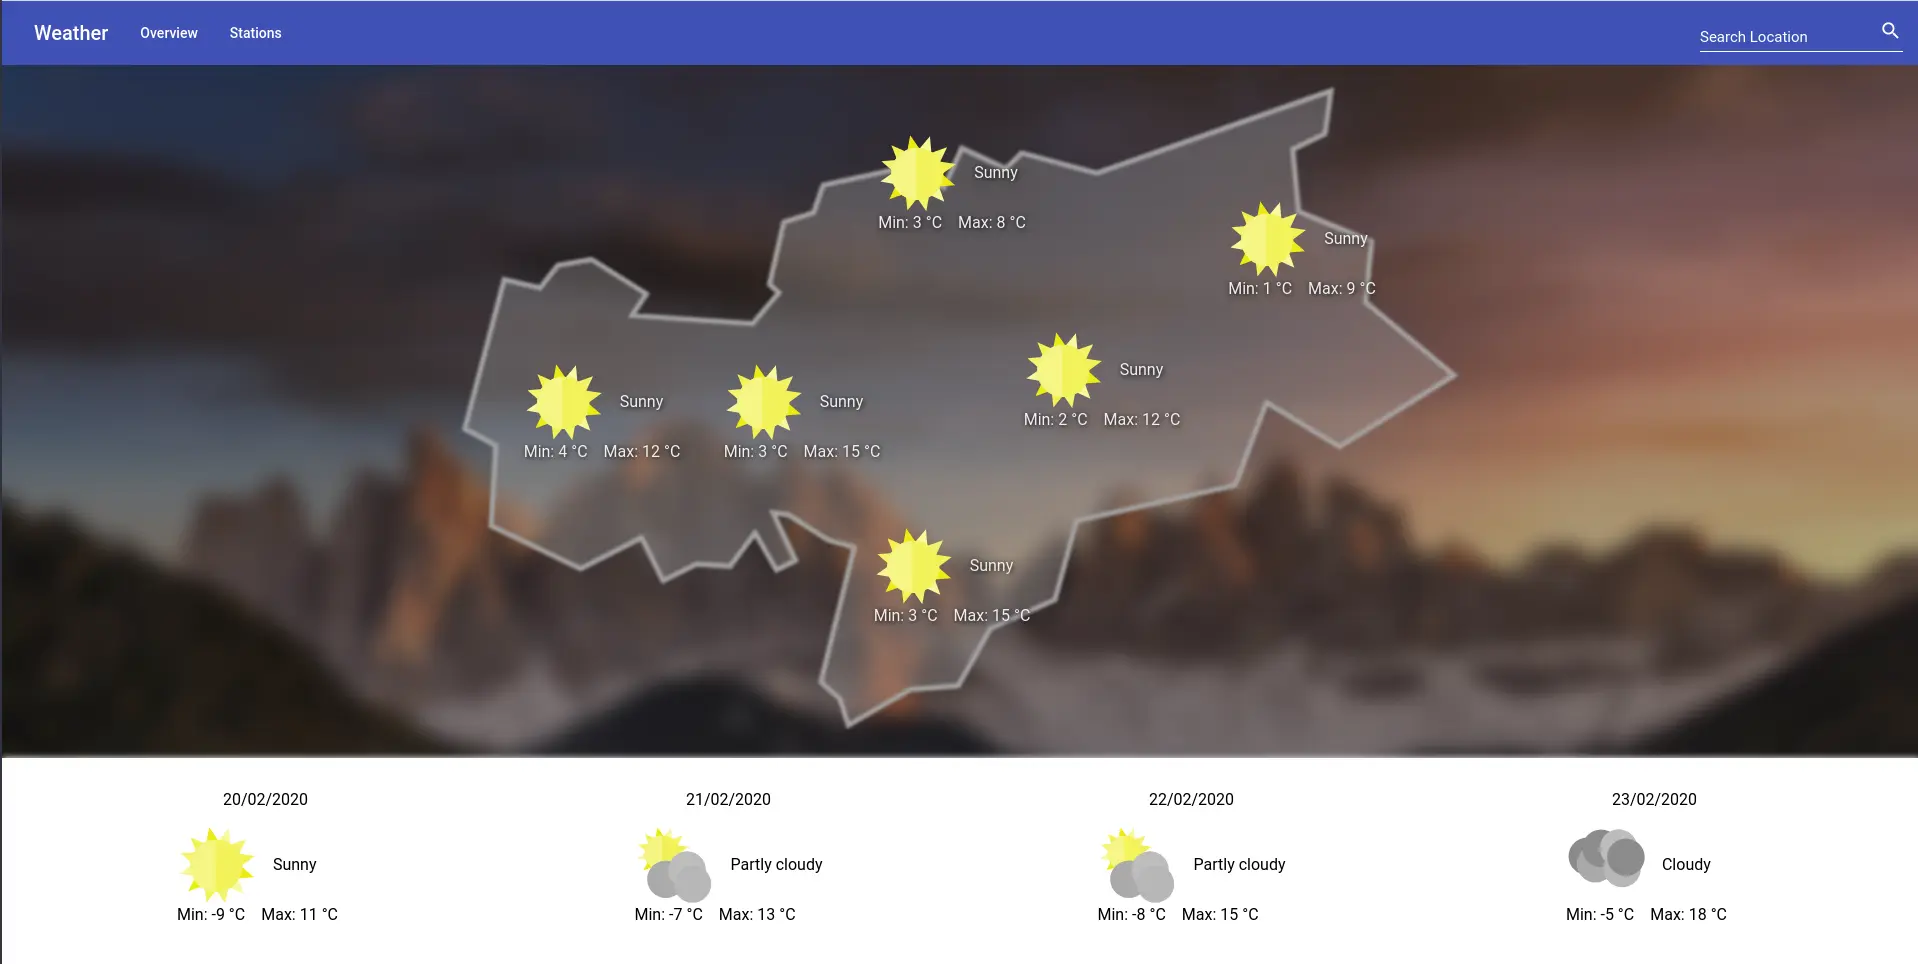 Weather Overview Stations Search Location
Sunny
Min: 3 °C Max: 8 °C
Sunny
Min: 1 °C Max: 9 °C
Sunny
Min: 2 °C Max: 12 °C
Sunny
Min: 4 °C Max: 12 °C
Sunny
Min: 3 °C Max: 15 °C
Sunny
Min: 3 °C Max: 15 °C
20/02/2020
Sunny
Min: -9 °C Max: 11 °C
21/02/2020
Partly cloudy
Min: -7 °C Max: 13 °C
22/02/2020
Partly cloudy
Min: -8 °C Max: 15 °C
23/02/2020
Cloudy
Min: -5 °C Max: 18 °C